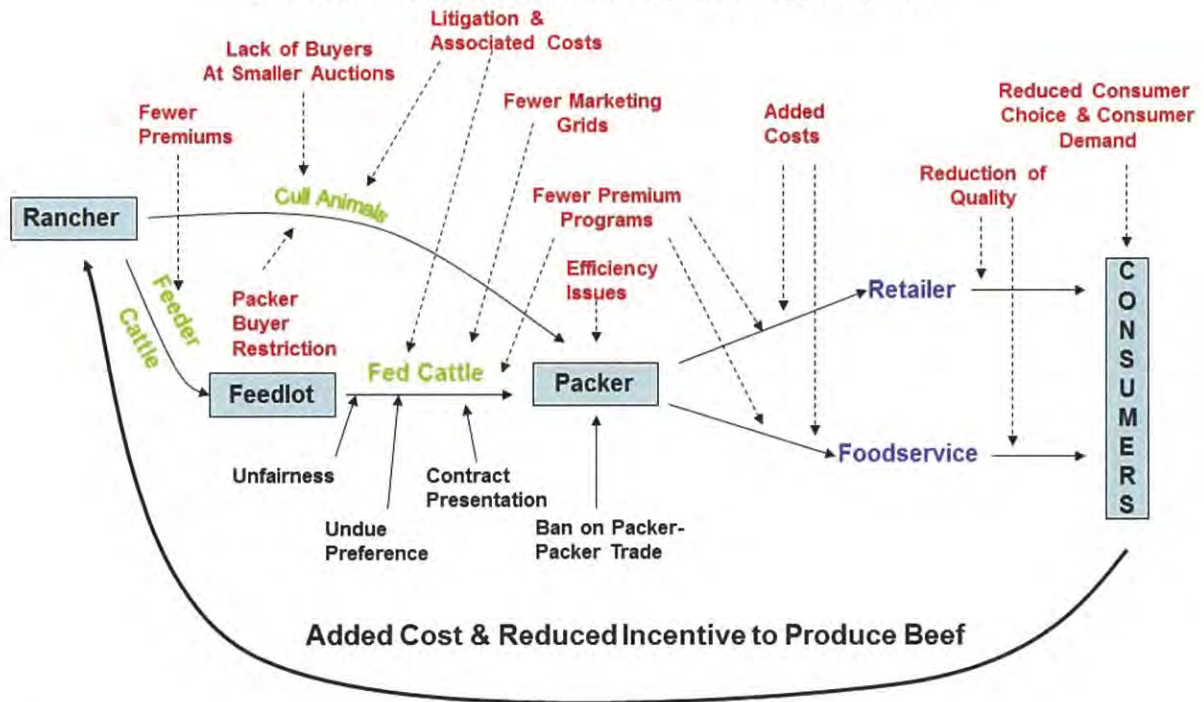 Litigation &
Associated Costs
Lack of Buyers
At Smaller Auctions
Fewer
Premiums
Fewer Marketing
Grids
Added
Costs
Reduced Consumer
Choice & Consumer
Demand
Reduction of
Quality
Cull Animals
Fewer Premium
Programs
Rancher
Efficiency
Issues
Retailer
Feeder
Cattle
Packer
Buyer
Restriction
Feedlot
Fed Cattle
Packer
Foodservice
CONSUMERS
Unfairness
Contract
Presentation
Undue
Preference
Ban on Packer-
Packer Trade
Added Cost & Reduced Incentive to Produce Beef